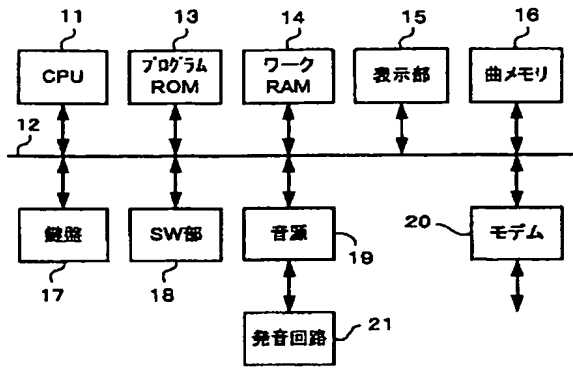 11
13
14
15
16
CPU
プログラム
ROM
ワーク
RAM
表示部
曲メモリ
12
鍵盤
SW部
音源
20
モデム
17
18
19
発音回路
21